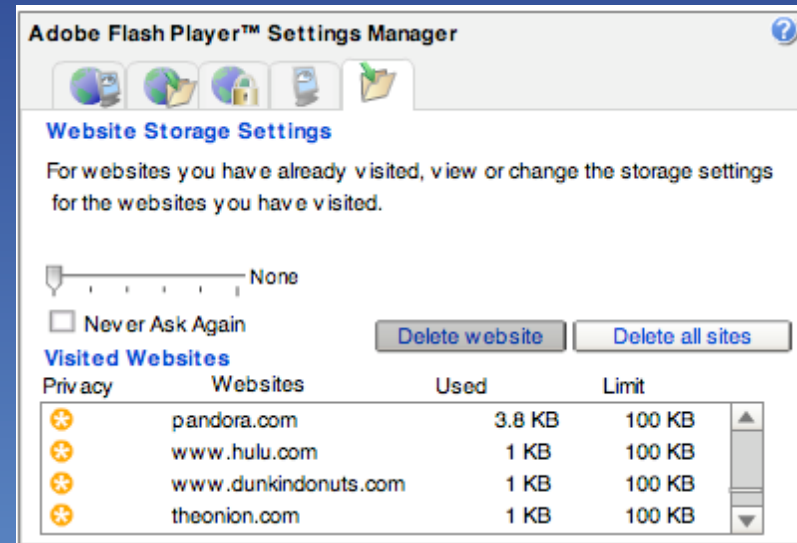 Adobe Flash Player™ Settings Manager
?
Website Storage Settings
For websites you have already visited, view or change the storage settings
for the websites you have visited.
None
Never Ask Again
Delete website Delete all sites
Visited Websites
Privacy Websites Used Limit
pandora.com 3.8 KB 100 KB
www.hulu.com 1 KB 100 KB
www.dunkindonuts.com 1 KB 100 KB
theonion.com 1 KB 100 KB